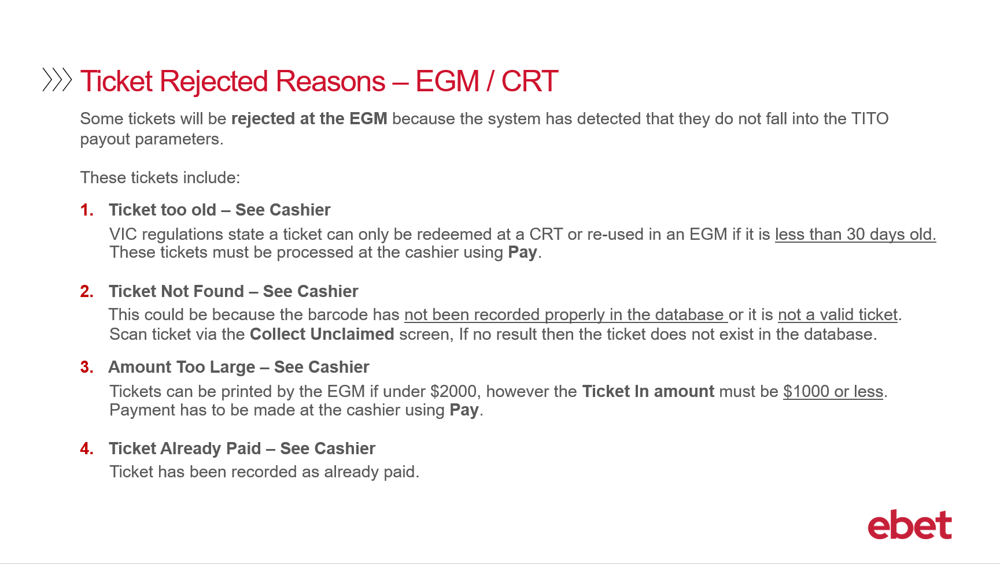 Ticket Rejected Reasons – EGM / CRT
Some tickets will be rejected at the EGM because the system has detected that they do not fall into the TITO
payout parameters.
These tickets include:
1. Ticket too old – See Cashier
VIC regulations state a ticket can only be redeemed at a CRT or re-used in an EGM if it is less than 30 days old.
These tickets must be processed at the cashier using Pay.
2. Ticket Not Found – See Cashier
This could be because the barcode has not been recorded properly in the database or it is not a valid ticket.
Scan ticket via the Collect Unclaimed screen, If no result then the ticket does not exist in the database.
3. Amount Too Large – See Cashier
Tickets can be printed by the EGM if under $2000, however the Ticket In amount must be $1000 or less.
Payment has to be made at the cashier using Pay.
4. Ticket Already Paid – See Cashier
Ticket has been recorded as already paid.
ebet